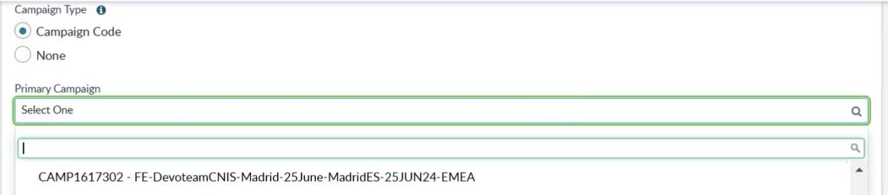 Campaign Type
Campaign Code
None
Primary Campaign
Select One
CAMP1617302 - FE-DevoteamCNIS-Madrid-25June-MadridES-25JUN24-EMEA